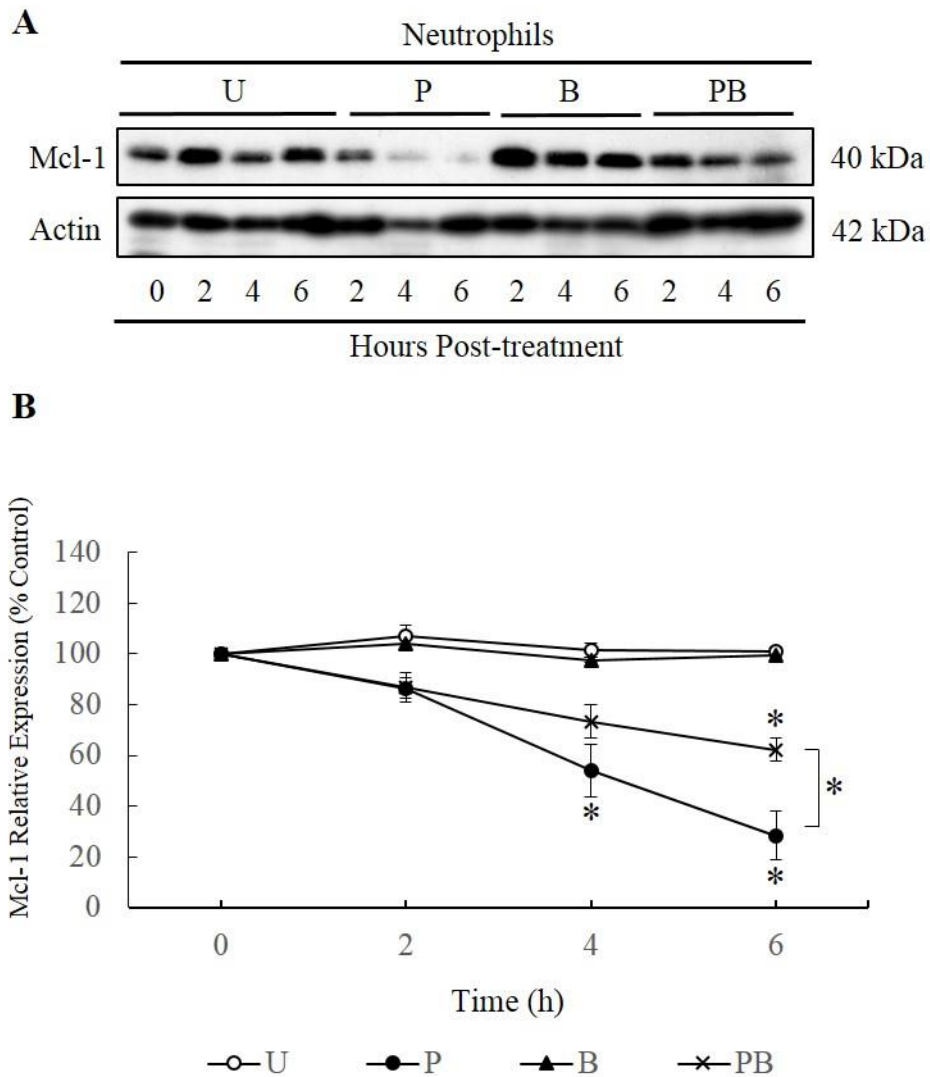 A
Neutrophils
U P B PB
Mcl-1 40 kDa
Actin 42 kDa
0 2 4 6 2 4 6 2 4 6 2 4 6
Hours Post-treatment
B
Mcl-1 Relative Expression (% Control)
140
120
100
80
60
40
20
0
*
*
*
*
0 2 4 6
Time (h)
U P B PB